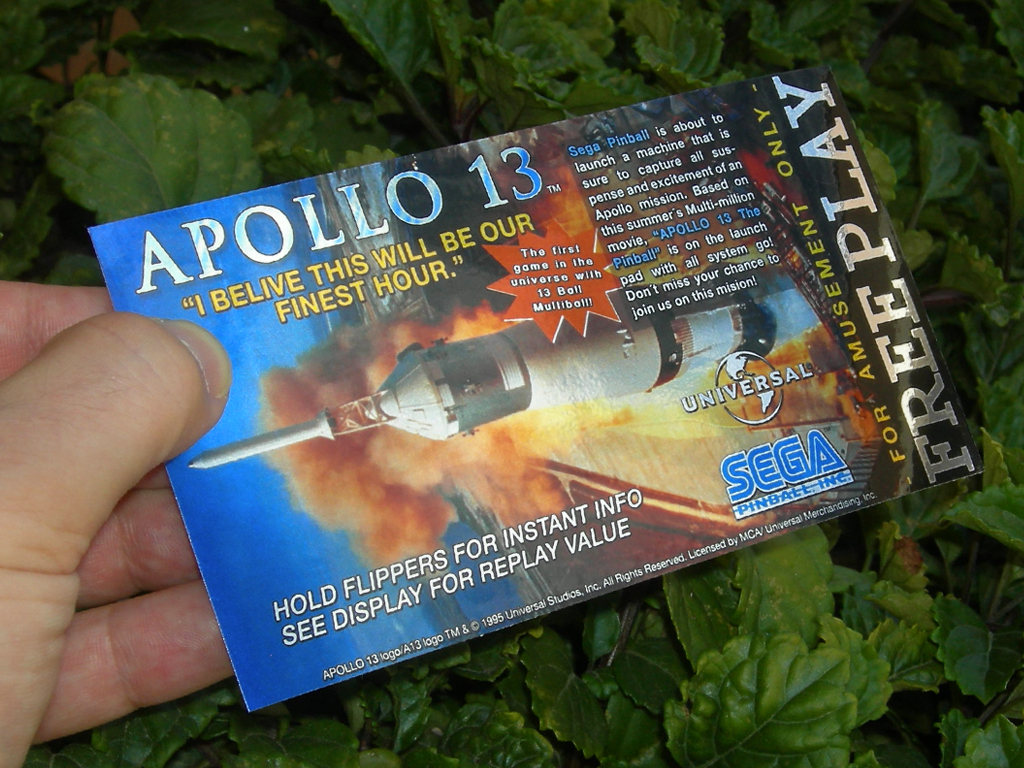 APOLLO 13™
"I BELIVE THIS WILL BE OUR
FINEST HOUR."
The first
game in the
universe with
13 Ball
Multiball!
Sega Pinball is about to
launch a machine that is
sure to capture all sus-
pense and excitement of an
Apollo mission. Based on
this summer's Multi-million
movie, "APOLLO 13 The
Pinball" is on the launch
pad with all system go!
Don't miss your chance to
join us on this mision!
UNIVERSAL
SEGA
PINBALL, INC.
HOLD FLIPPERS FOR INSTANT INFO
SEE DISPLAY FOR REPLAY VALUE
APOLLO 13 logo/A13 logo TM & © 1995 Universal Studios, Inc. All Rights Reserved. Licensed by MCA/ Universal Merchandising, Inc.
FOR AMUSEMENT ONLY -
FREE PLAY